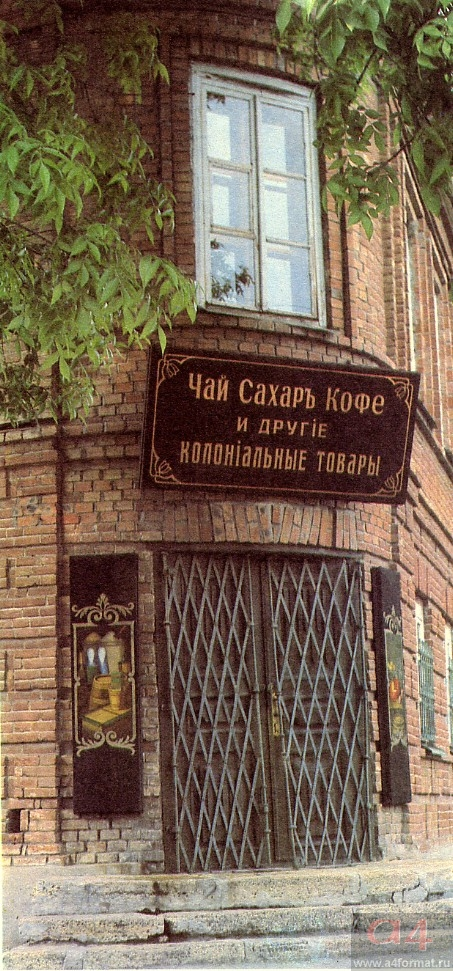 Чай Сахаръ Кофе
и другіе
колоніальные товары
a4
www.a4format.ru